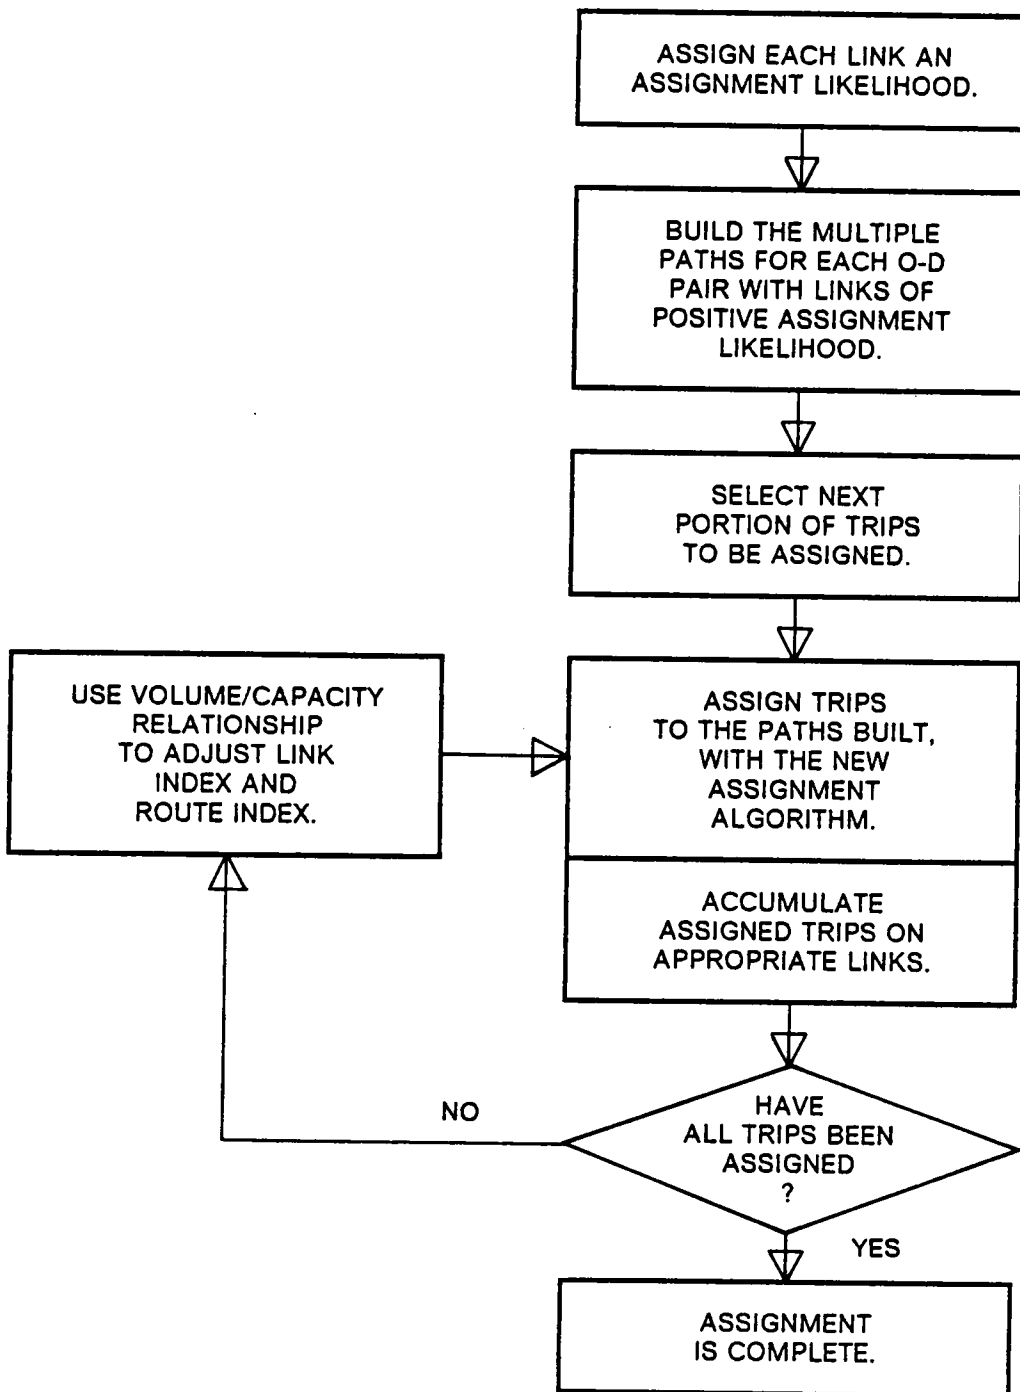 ASSIGN EACH LINK AN
ASSIGNMENT LIKELIHOOD.
BUILD THE MULTIPLE
PATHS FOR EACH O-D
PAIR WITH LINKS OF
POSITIVE ASSIGNMENT
LIKELIHOOD.
SELECT NEXT
PORTION OF TRIPS
TO BE ASSIGNED.
USE VOLUME/CAPACITY
RELATIONSHIP
TO ADJUST LINK
INDEX AND
ROUTE INDEX.
ASSIGN TRIPS
TO THE PATHS BUILT,
WITH THE NEW
ASSIGNMENT
ALGORITHM.
ACCUMULATE
ASSIGNED TRIPS ON
APPROPRIATE LINKS.
NO
HAVE
ALL TRIPS BEEN
ASSIGNED
?
YES
ASSIGNMENT
IS COMPLETE.